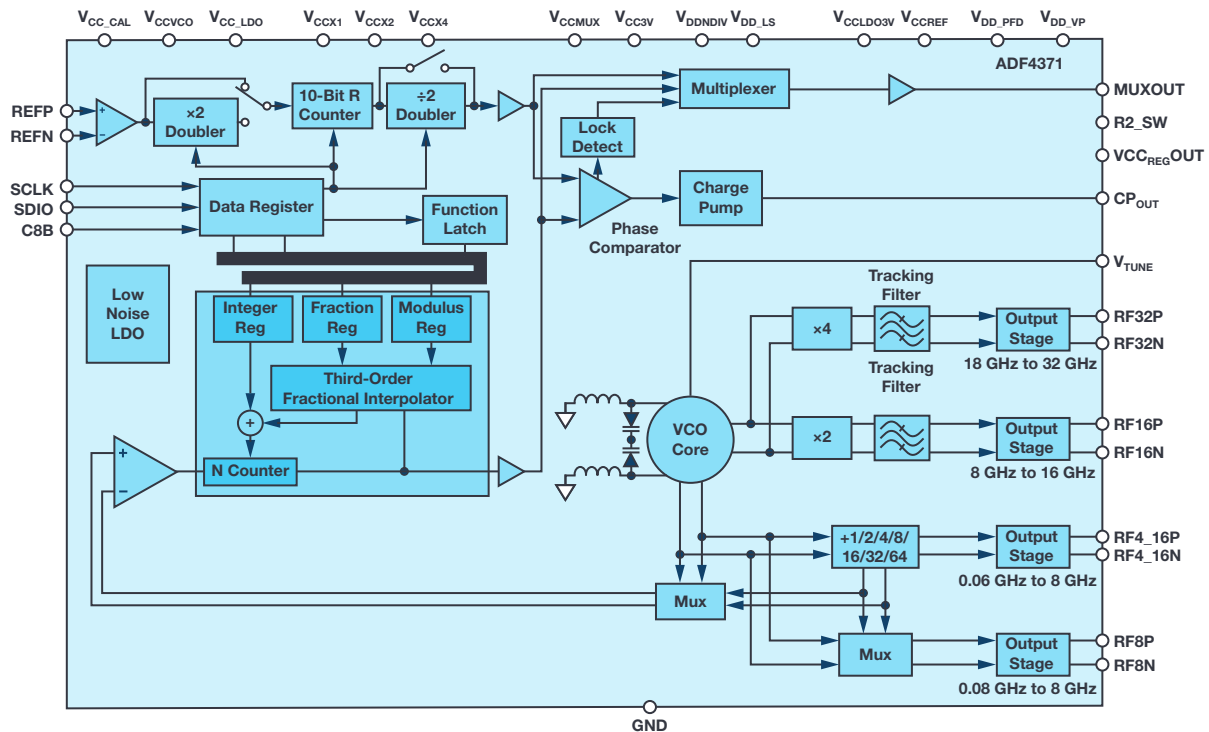 VCC_CAL VCCVCO VCC_LDO VCCX1 VCCX2 VCCX4 VCCMUX VCC3V VDDNDIV VDD_LS VCCLDO3V VCCREF VDD_PFD VDD_VP
ADF4371
REFP
REFN
+
–
×2
Doubler
10-Bit R
Counter
÷2
Doubler
Multiplexer
MUXOUT
Lock
Detect
R2_SW
VCCREGOUT
SCLK
SDIO
C8B
Data Register
Function
Latch
Phase
Comparator
Charge
Pump
CPOUT
VTUNE
Low
Noise
LDO
Integer
Reg
Fraction
Reg
Modulus
Reg
Third-Order
Fractional Interpolator
+
N Counter
+
–
VCO
Core
×4
Tracking
Filter
Output
Stage
RF32P
RF32N
18 GHz to 32 GHz
×2
Tracking
Filter
Output
Stage
RF16P
RF16N
8 GHz to 16 GHz
+1/2/4/8/
16/32/64
Output
Stage
RF4_16P
RF4_16N
0.06 GHz to 8 GHz
Mux
Mux
Output
Stage
RF8P
RF8N
0.08 GHz to 8 GHz
GND